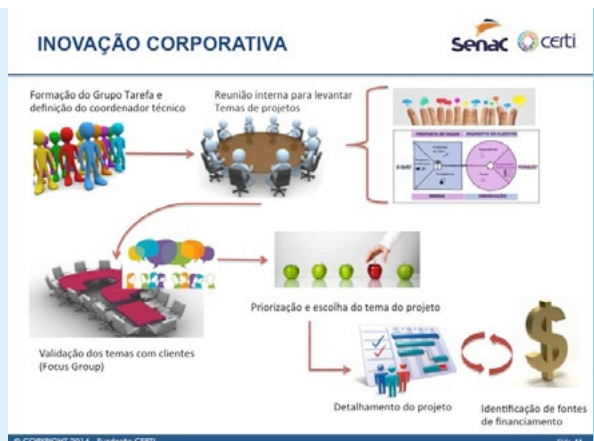 INOVAÇÃO CORPORATIVA
senac certi
Formação do Grupo Tarefa e
definição do coordenador técnico
Reunião interna para levantar
Temas de projetos
O QUE?
PORQUE?
Validação dos temas com clientes
(Focus Group)
Priorização e escolha do tema do projeto
Detalhamento do projeto
Identificação de fontes
de financiamento
© COPYRIGHT 2014 - Fundação CERTI